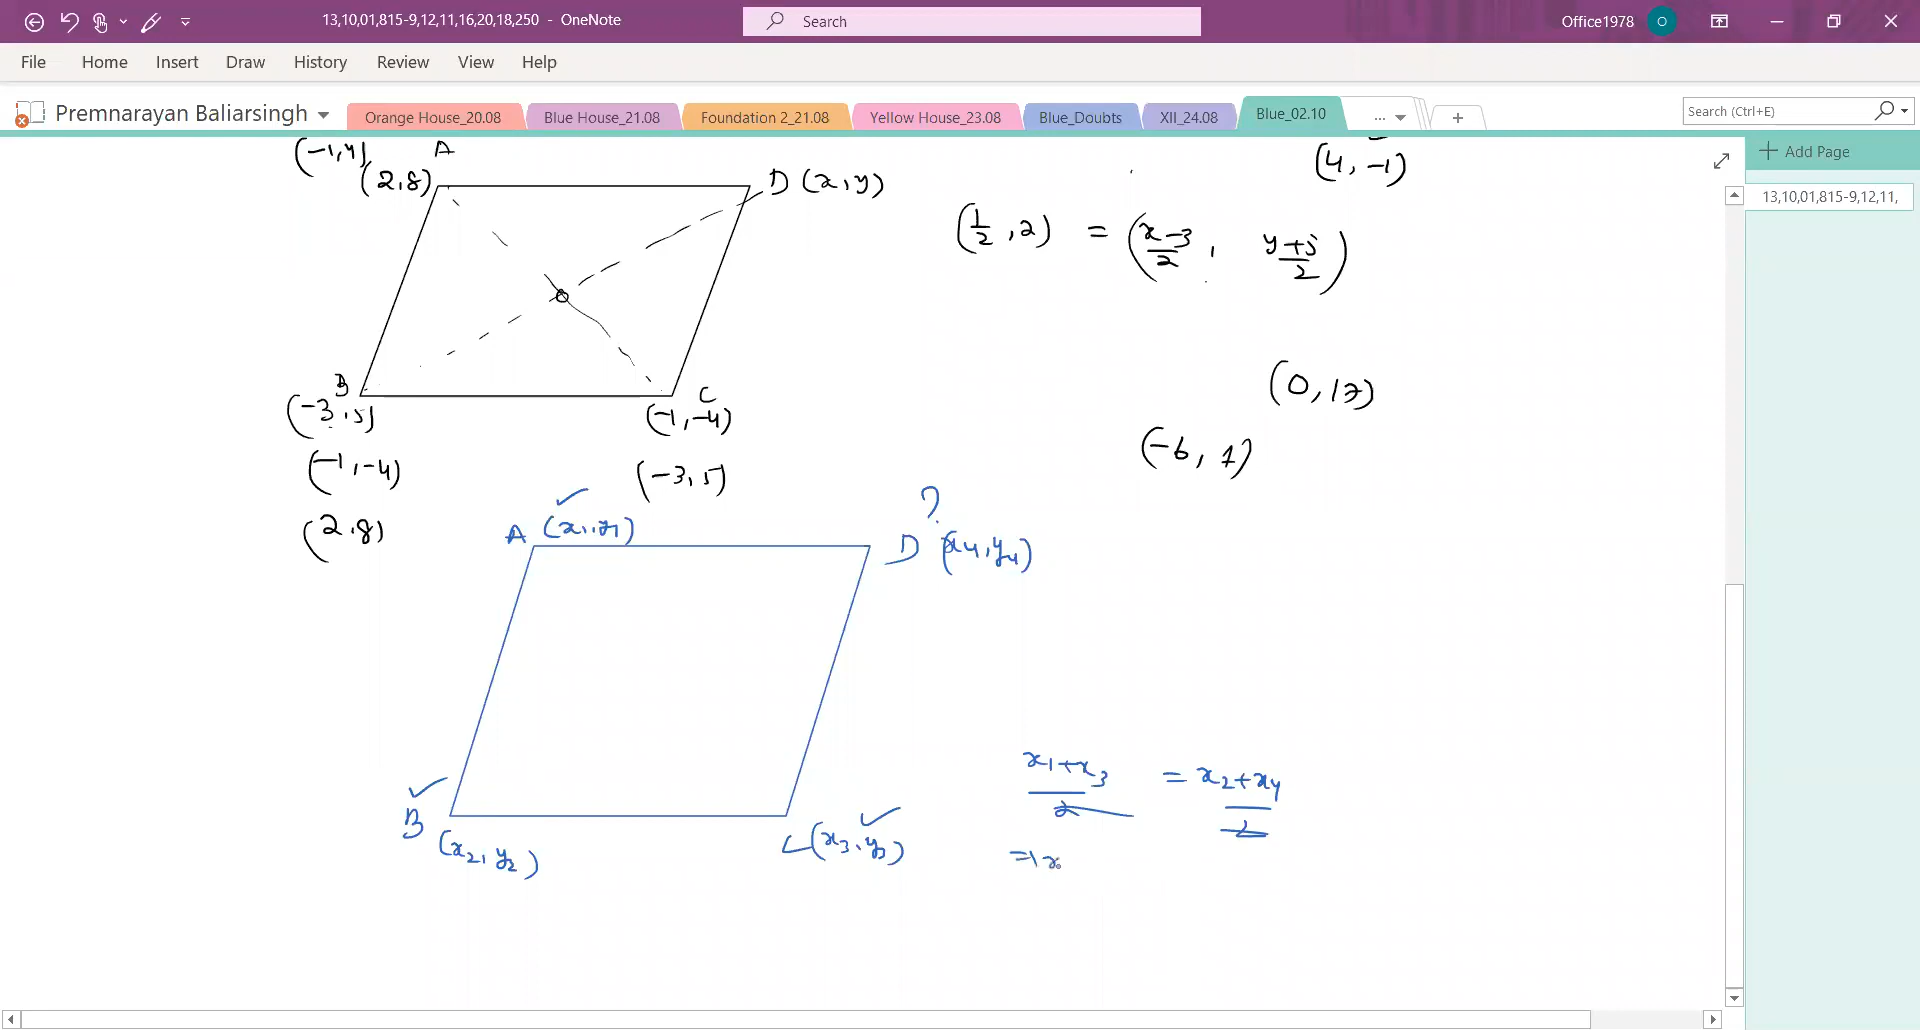 13,10,01,815-9,12,11,16,20,18,250 - OneNote
Search
Office1978
File Home Insert Draw History Review View Help
Premnarayan Baliarsingh
Orange House_20.08
Blue House_21.08
Foundation 2_21.08
Yellow House_23.08
Blue_Doubts
XII_24.08
Blue_02.10
...
Search (Ctrl+E)
Add Page
13,10,01,815-9,12,11,
(-1,4)
A
(2,8)
D (x,y)
(4,-1)
(1/2, 2) = (x-3/2, y+5/2)
B
(-3,5)
C
(-1,-4)
(0,17)
(-6,1)
(-1,-4)
(-3,5)
(2,8)
?
A (x1,y1)
D (x4,y4)
B
(x2,y2)
C(x3,y3)
x1+x3/2 = x2+x4/2
=) x